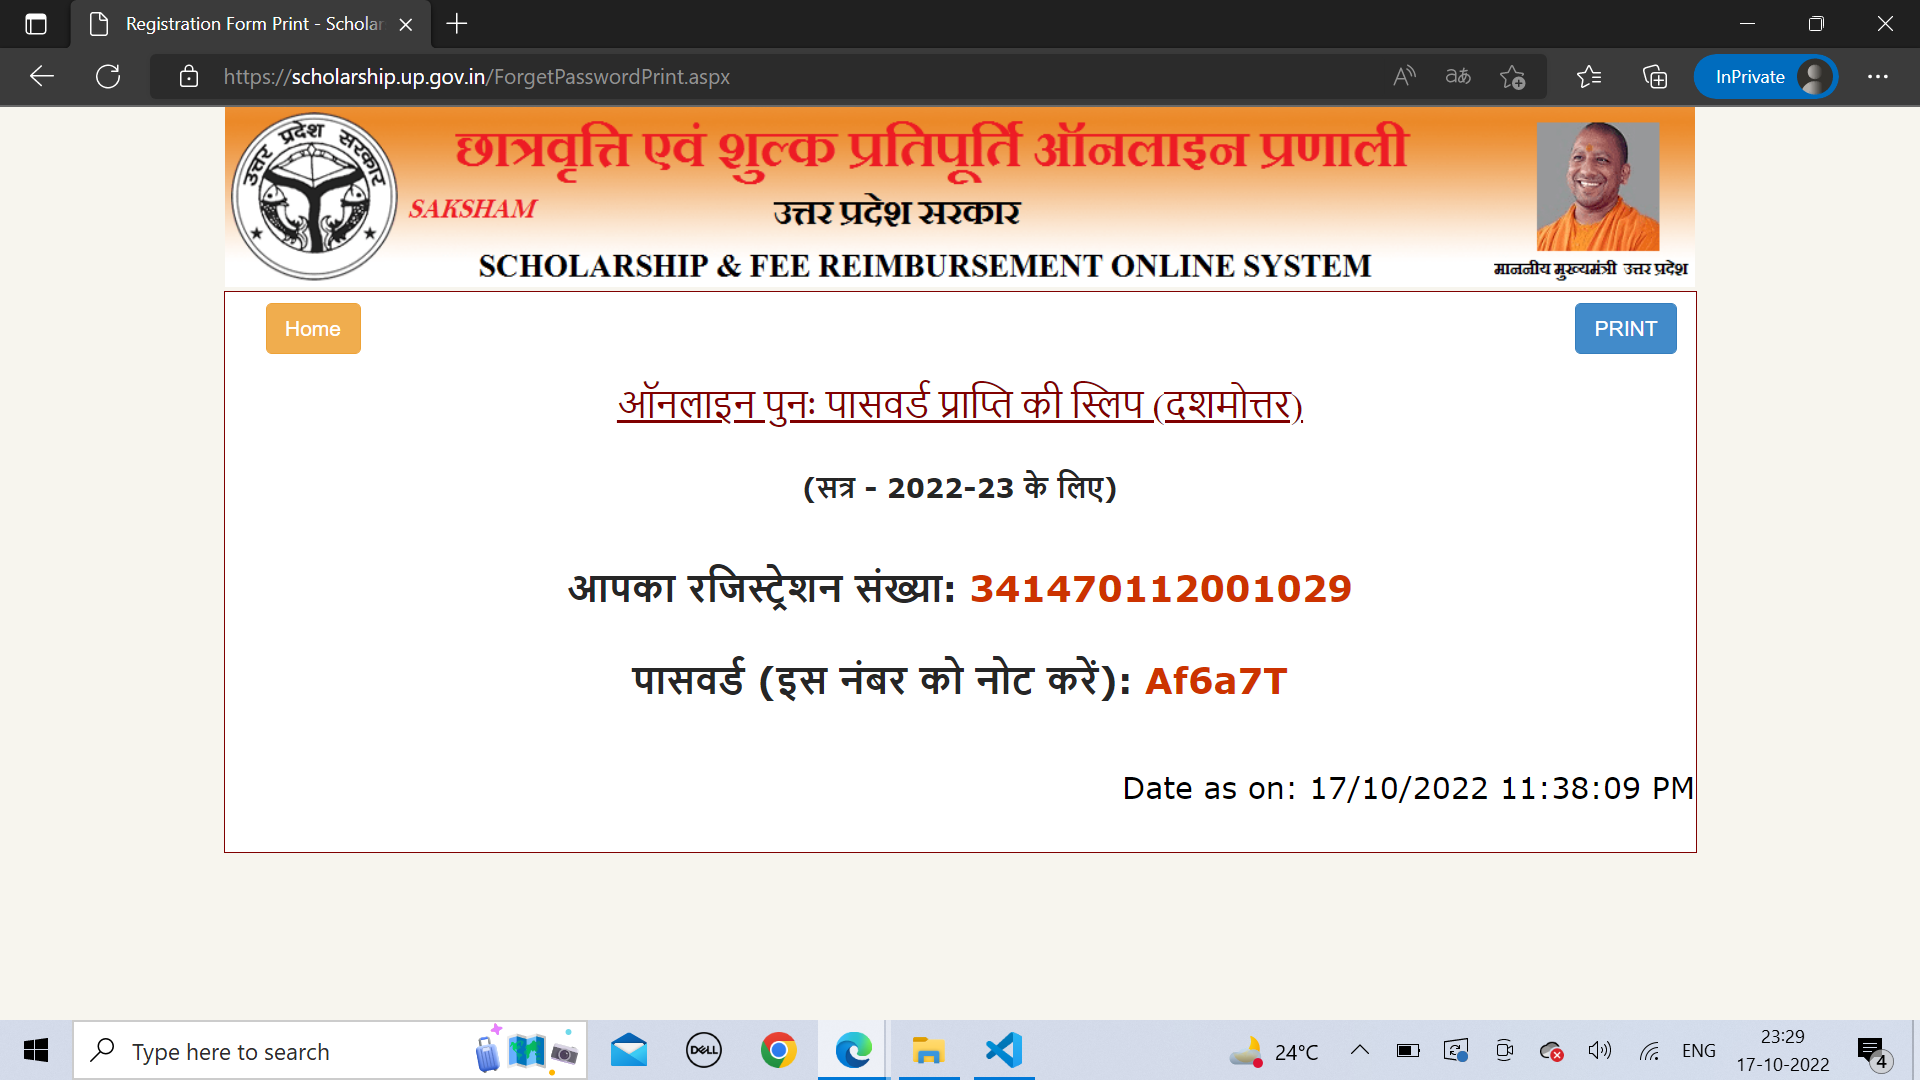 Registration Form Print - Scholar
https://scholarship.up.gov.in/ForgetPasswordPrint.aspx
InPrivate
उत्तर प्रदेश सरकार
छात्रवृत्ति एवं शुल्क प्रतिपूर्ति ऑनलाइन प्रणाली
SAKSHAM
उत्तर प्रदेश सरकार
SCHOLARSHIP & FEE REIMBURSEMENT ONLINE SYSTEM
माननीय मुख्यमंत्री उत्तर प्रदेश
Home
PRINT
ऑनलाइन पुनः पासवर्ड प्राप्ति की स्लिप (दशमोत्तर)
(सत्र - 2022-23 के लिए)
आपका रजिस्ट्रेशन संख्या: 341470112001029
पासवर्ड (इस नंबर को नोट करें): Af6a7T
Date as on: 17/10/2022 11:38:09 PM
Type here to search
DELL
24°C
ENG
23:29
17-10-2022
4